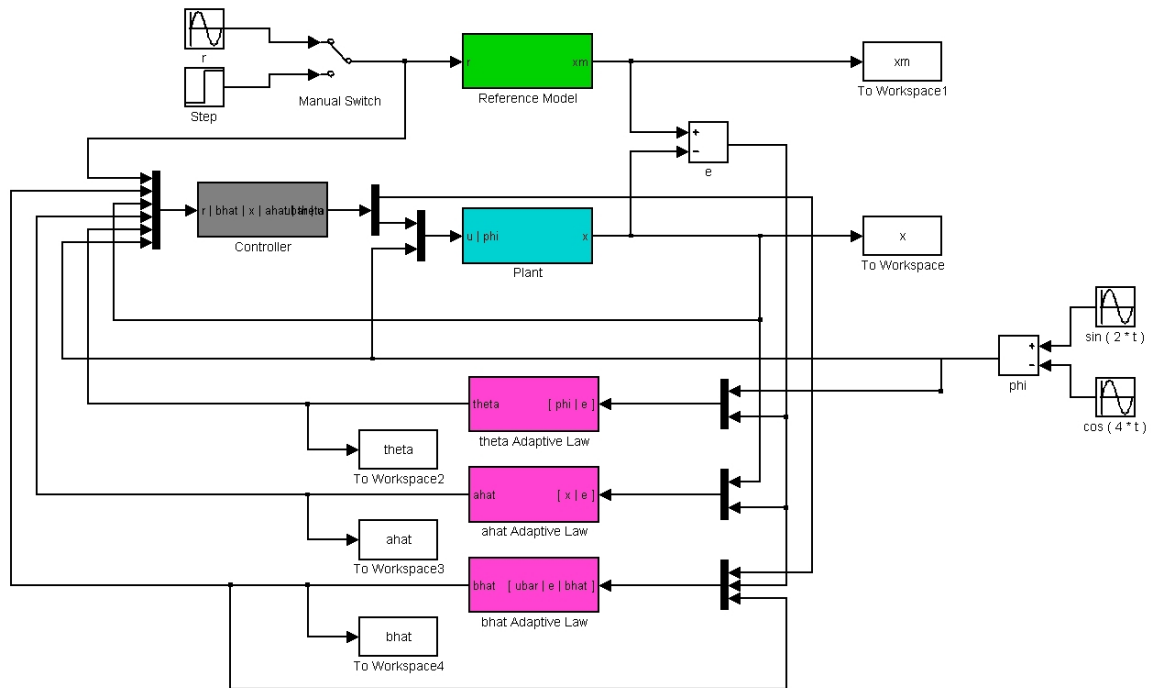 r
Step
Manual Switch
r
xm
Reference Model
xm
To Workspace1
+
−
e
r | bhat | x | ahat
Controller
u | phi
x
Plant
x
To Workspace
sin ( 2 * t )
+
−
phi
cos ( 4 * t )
theta
[ phi | e ]
theta Adaptive Law
theta
To Workspace2
ahat
[ x | e ]
ahat Adaptive Law
ahat
To Workspace3
bhat
[ ubar | e | bhat ]
bhat Adaptive Law
bhat
To Workspace4